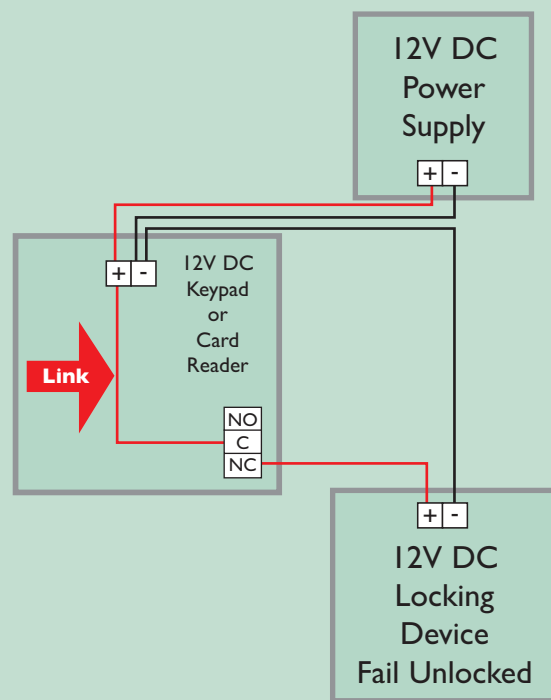 12V DC
Power
Supply
+ -
+ -
12V DC
Keypad
or
Card
Reader
Link
NO
C
NC
+ -
12V DC
Locking
Device
Fail Unlocked